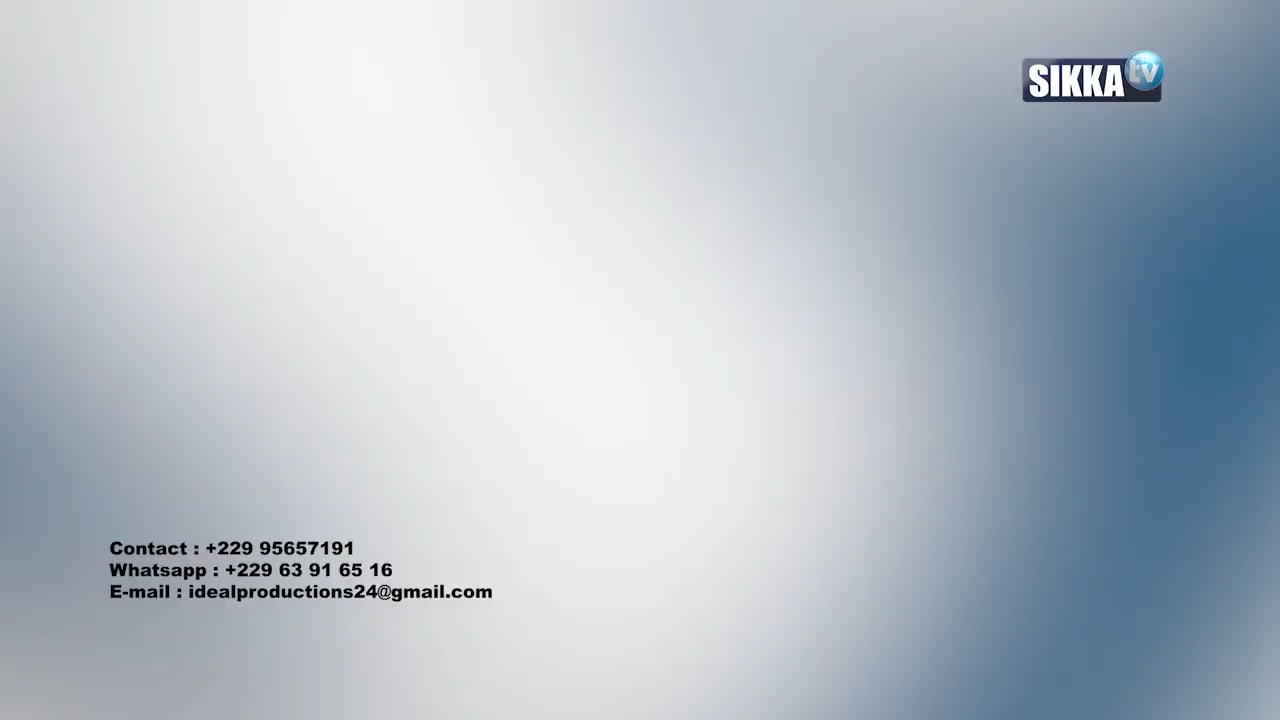 SIKKA tv
Contact : +229 95657191
Whatsapp : +229 63 91 65 16
E-mail : idealproductions24@gmail.com